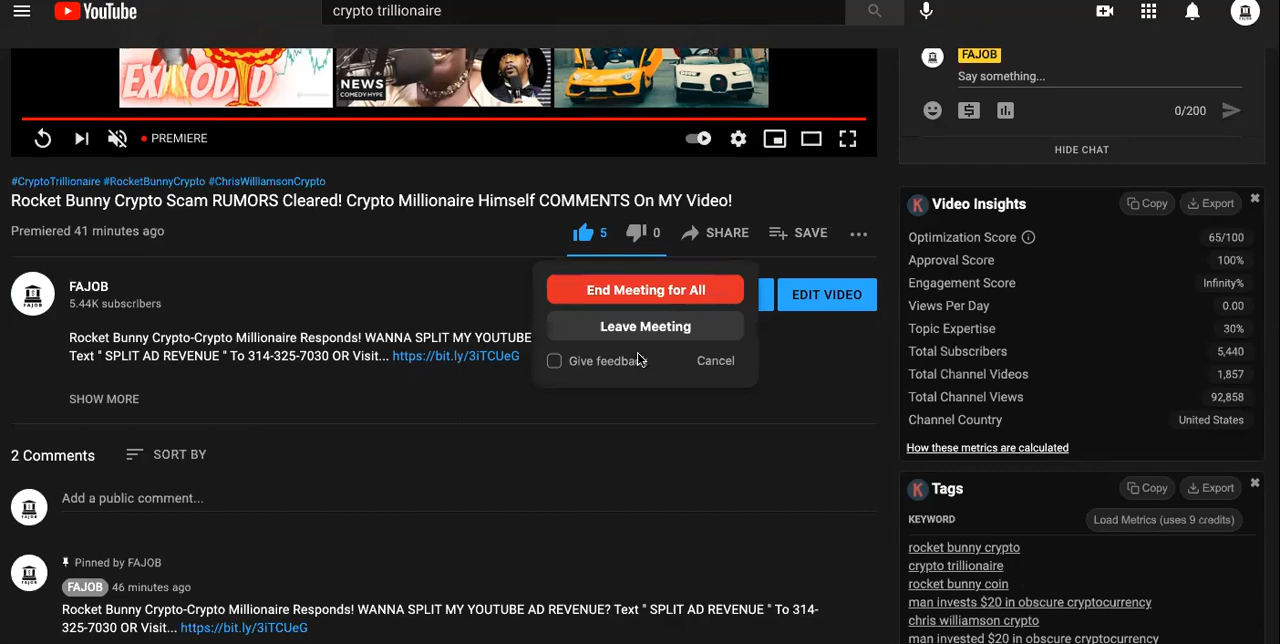 YouTube
crypto trillionaire
EXPLODED
NEWS
COMEDY HYPE
PREMIERE
#CryptoTrillionaire #RocketBunnyCrypto #ChrisWilliamsonCrypto
Rocket Bunny Crypto Scam RUMORS Cleared! Crypto Millionaire Himself COMMENTS On MY Video!
Premiered 41 minutes ago
5
0
SHARE
SAVE
FAJOB
5.44K subscribers
EDIT VIDEO
End Meeting for All
Leave Meeting
Give feedback
Cancel
Rocket Bunny Crypto-Crypto Millionaire Responds! WANNA SPLIT MY YOUTUBE
Text " SPLIT AD REVENUE " To 314-325-7030 OR Visit... https://bit.ly/3iTCUeG
SHOW MORE
2 Comments
SORT BY
Add a public comment...
Pinned by FAJOB
FAJOB 46 minutes ago
Rocket Bunny Crypto-Crypto Millionaire Responds! WANNA SPLIT MY YOUTUBE AD REVENUE? Text " SPLIT AD REVENUE " To 314-
325-7030 OR Visit... https://bit.ly/3iTCUeG
FAJOB
Say something...
0/200
HIDE CHAT
K Video Insights
Copy
Export
Optimization Score 65/100
Approval Score 100%
Engagement Score Infinity%
Views Per Day 0.00
Topic Expertise 30%
Total Subscribers 5,440
Total Channel Videos 1,857
Total Channel Views 92,858
Channel Country United States
How these metrics are calculated
K Tags
Copy
Export
KEYWORD
Load Metrics (uses 9 credits)
rocket bunny crypto
crypto trillionaire
rocket bunny coin
man invests $20 in obscure cryptocurrency
chris williamson crypto
man invested $20 in obscure cryptocurrency